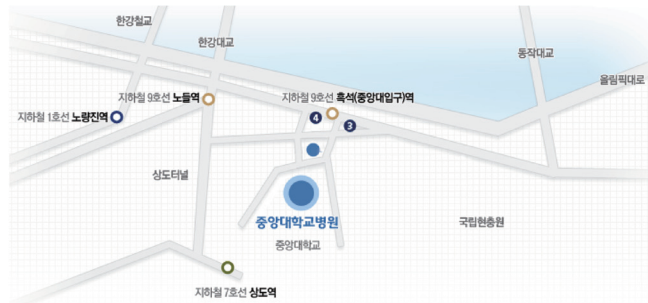 한강철교
한강대교
동작대교
올림픽대로
지하철 9호선 노들역
지하철 9호선 흑석(중앙대입구)역
지하철 1호선 노량진역
4
3
상도터널
중앙대학교병원
국립현충원
중앙대학교
지하철 7호선 상도역